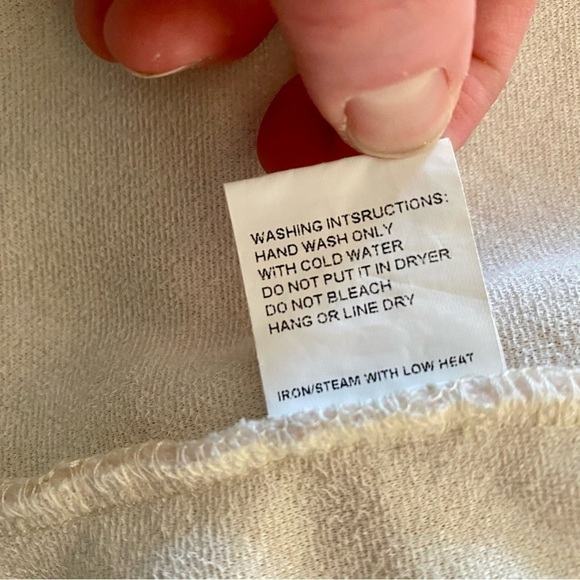 WASHING INTSRUCTIONS:
HAND WASH ONLY
WITH COLD WATER
DO NOT PUT IT IN DRYER
DO NOT BLEACH
HANG OR LINE DRY
IRON/STEAM WITH LOW HEAT